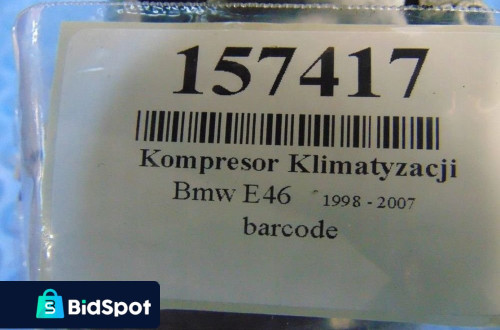 157417
Kompresor Klimatyzacji
Bmw E46 1998 - 2007
barcode
BidSpot